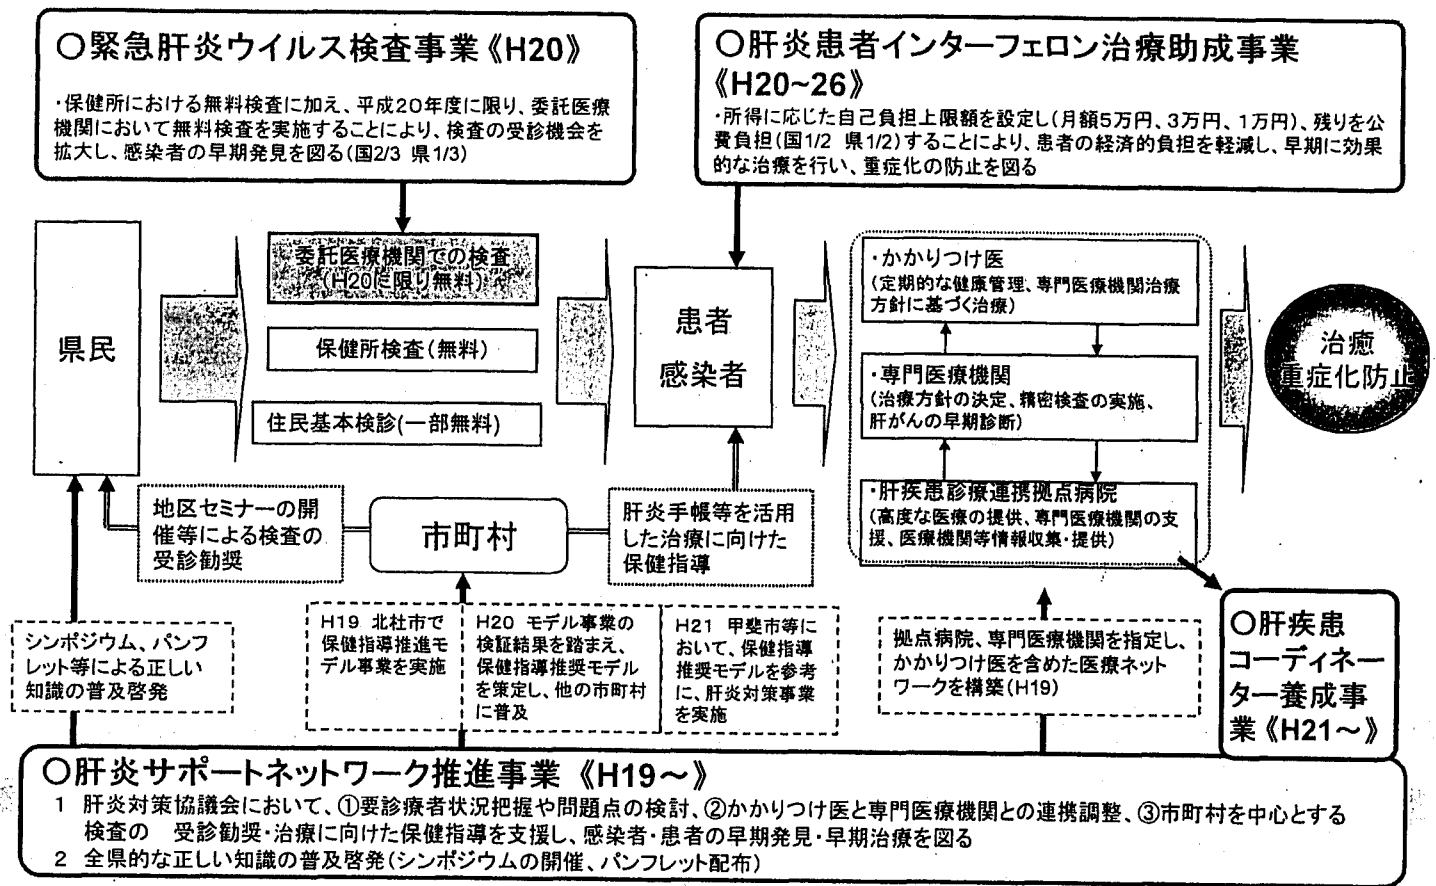 〇緊急肝炎ウイルス検査事業《H20》
・保健所における無料検査に加え、平成20年度に限り、委託医療
機関において無料検査を実施することにより、検査の受診機会を
拡大し、感染者の早期発見を図る(国2/3 県1/3)
〇肝炎患者インターフェロン治療助成事業
《H20~26》
・所得に応じた自己負担上限額を設定し(月額5万円、3万円、1万円)、残りを公
費負担(国1/2 県1/2)することにより、患者の経済的負担を軽減し、早期に効果
的な治療を行い、重症化の防止を図る
県民
委託医療機関での検査
(H20に限り無料)
保健所検査(無料)
住民基本検診(一部無料)
患者
感染者
・かかりつけ医
(定期的な健康管理、専門医療機関治療
方針に基づく治療)
・専門医療機関
(治療方針の決定、精密検査の実施、
肝がんの早期診断)
・肝疾患診療連携拠点病院
(高度な医療の提供、専門医療機関の支
援、医療機関等情報収集・提供)
治癒
重症化防止
地区セミナーの開
催等による検査の
受診勧奨
市町村
肝炎手帳等を活用
した治療に向けた
保健指導
シンポジウム、パンフ
レット等による正しい
知識の普及啓発
H19 北杜市で
保健指導推進モ
デル事業を実施
H20 モデル事業の
検証結果を踏まえ、
保健指導推奨モデル
を策定し、他の市町村
に普及
H21 甲斐市等に
おいて、保健指導
推奨モデルを参考
に、肝炎対策事業
を実施
拠点病院、専門医療機関を指定し、
かかりつけ医を含めた医療ネット
ワークを構築(H19)
〇肝疾患
コーディネー
ター養成事
業《H21～》
〇肝炎サポートネットワーク推進事業 《H19～》
1 肝炎対策協議会において、①要診療者状況把握や問題点の検討、②かかりつけ医と専門医療機関との連携調整、③市町村を中心とする
検査の 受診勧奨・治療に向けた保健指導を支援し、感染者・患者の早期発見・早期治療を図る
2 全県的な正しい知識の普及啓発(シンポジウムの開催、パンフレット配布)